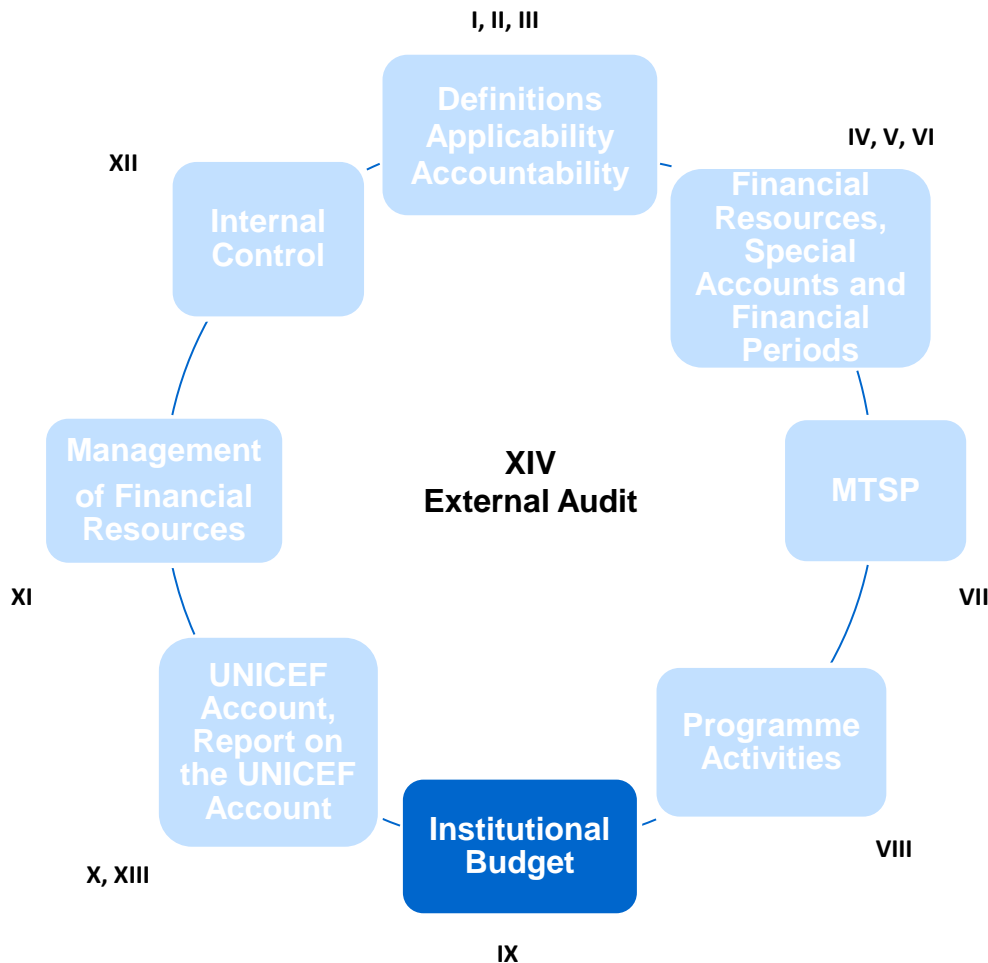 I, II, III
Definitions
Applicability
Accountability
IV, V, VI
Financial
Resources,
Special
Accounts and
Financial
Periods
MTSP
VII
Programme
Activities
VIII
Institutional
Budget
IX
UNICEF
Account,
Report on
the UNICEF
Account
X, XIII
Management
of Financial
Resources
XI
Internal
Control
XII
XIV
External Audit